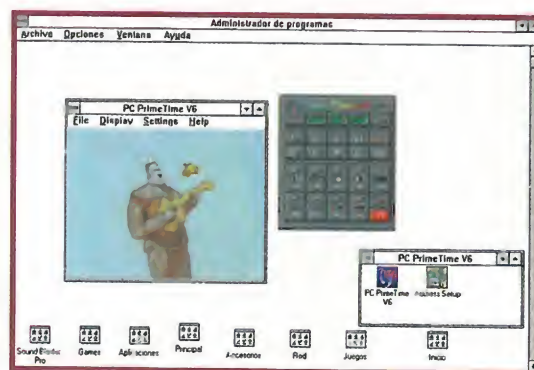 Administrador de programas
Archivo Opciones Ventana Ayuda
PC PrimeTime V6
File Display Settings Help
PC PrimeTime V6
PC PrimeTime V6
Setup
Sound Blaster Pro
Games
Aplicaciones
Principal
Accesorios
Red
Juegos
Inicio